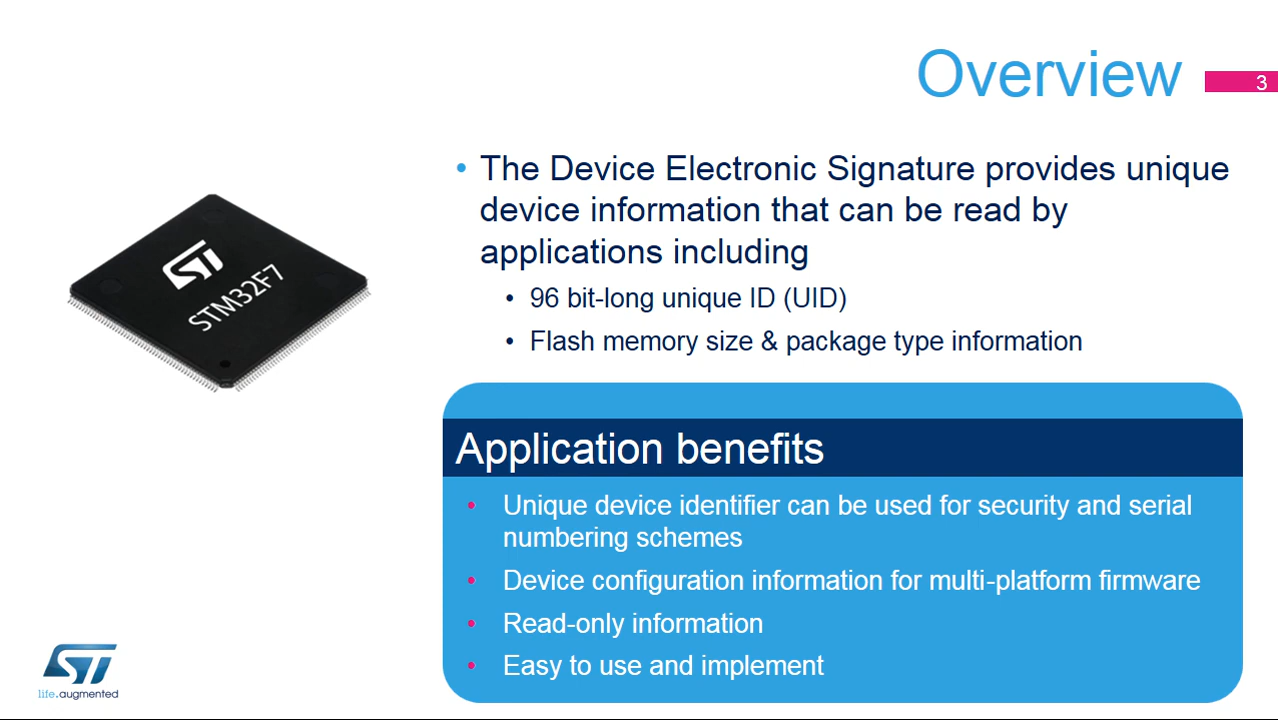 Overview
3
• The Device Electronic Signature provides unique
device information that can be read by
applications including
• 96 bit-long unique ID (UID)
• Flash memory size & package type information
ST
STM32F7
Application benefits
• Unique device identifier can be used for security and serial
numbering schemes
• Device configuration information for multi-platform firmware
• Read-only information
• Easy to use and implement
ST
life.augmented